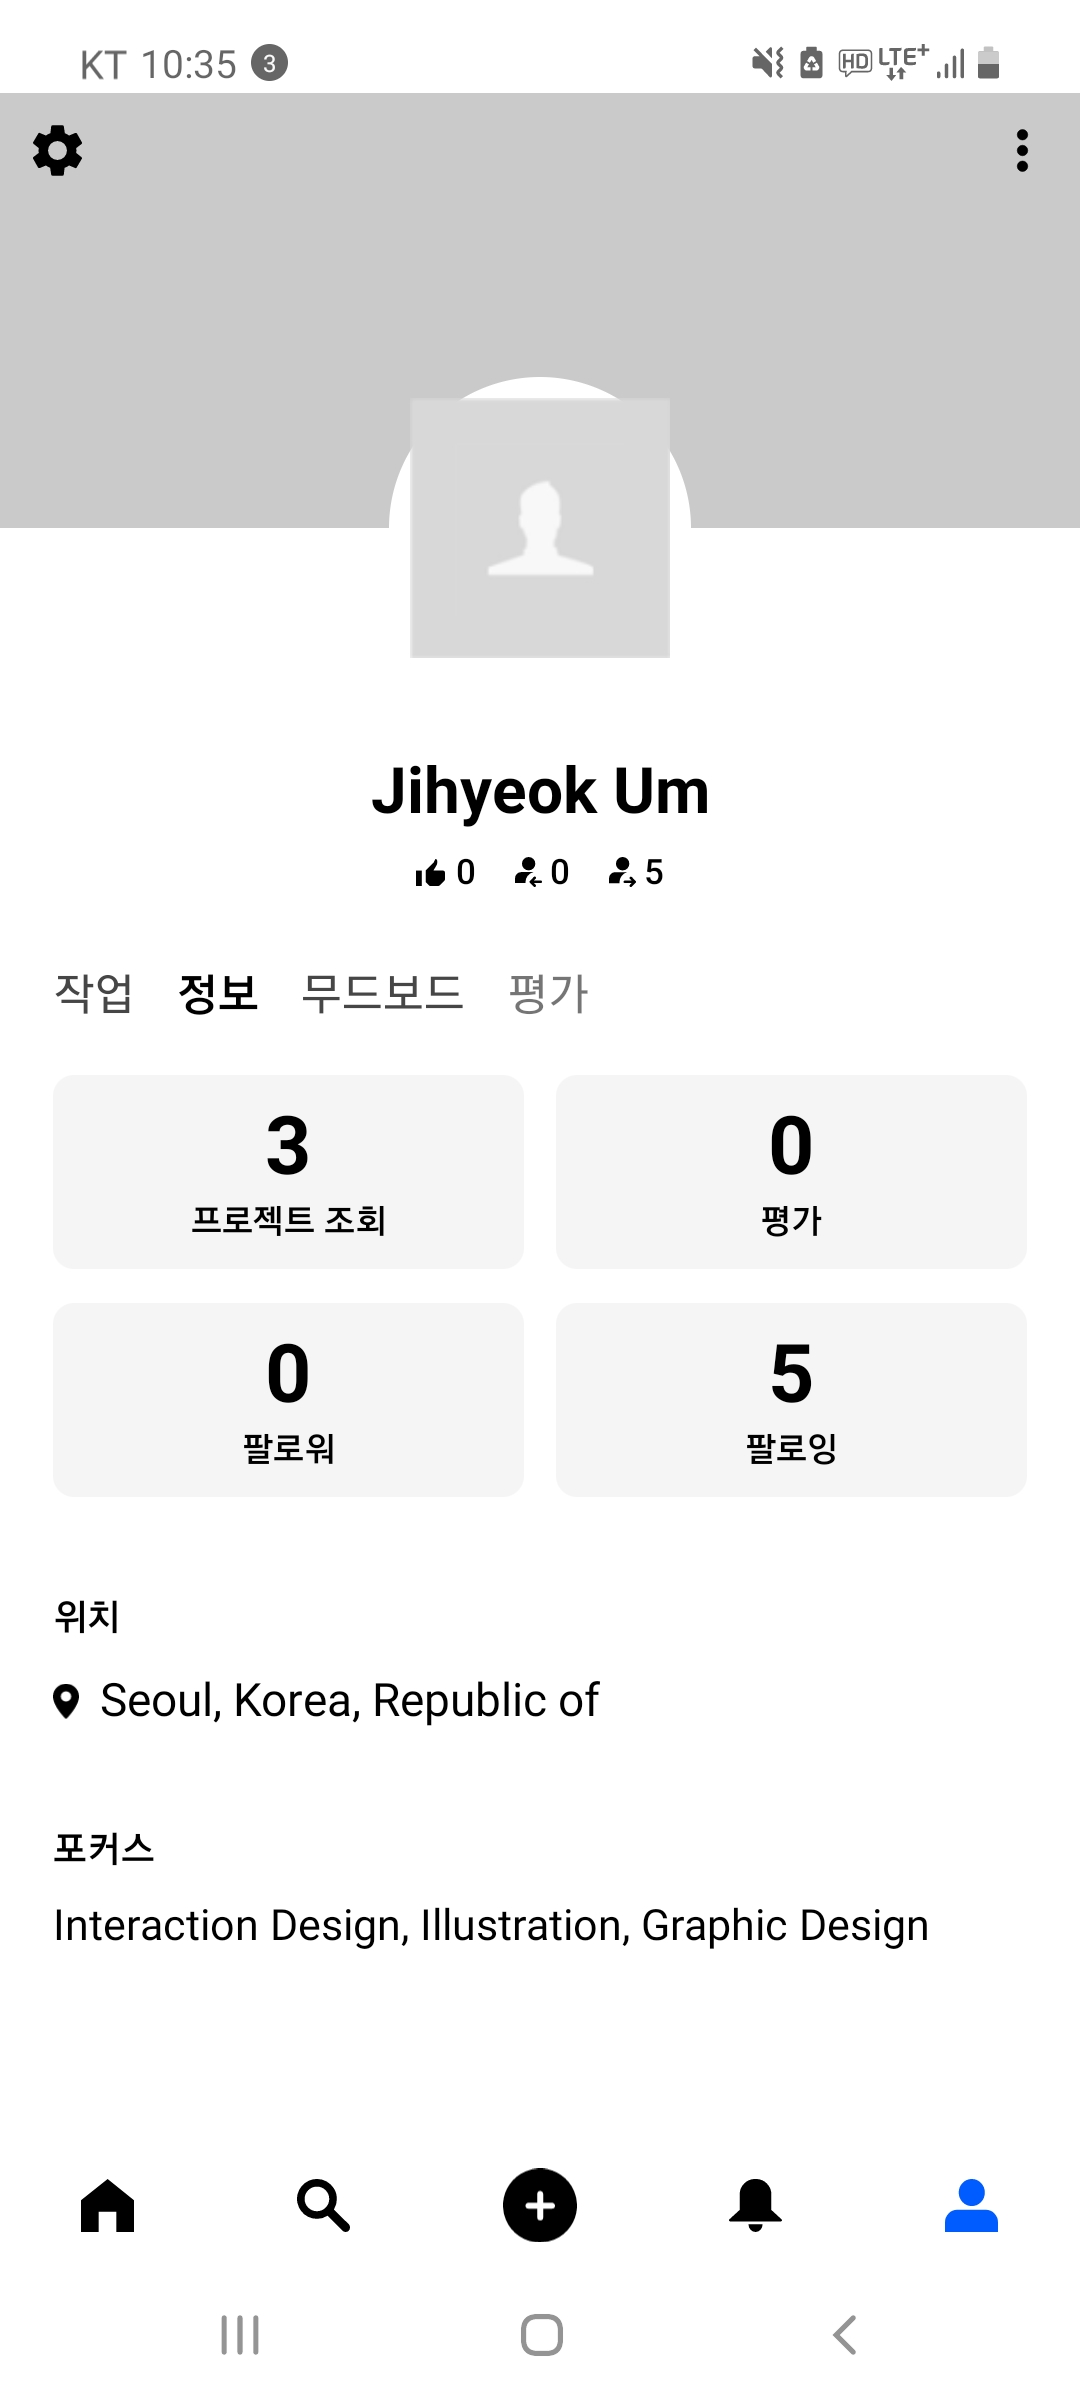 KT 10:35 3 HD LTE+
Jihyeok Um
0 0 5
작업 정보 무드보드 평가
3 0
프로젝트 조회 평가
0 5
팔로워 팔로잉
위치
Seoul, Korea, Republic of
포커스
Interaction Design, Illustration, Graphic Design